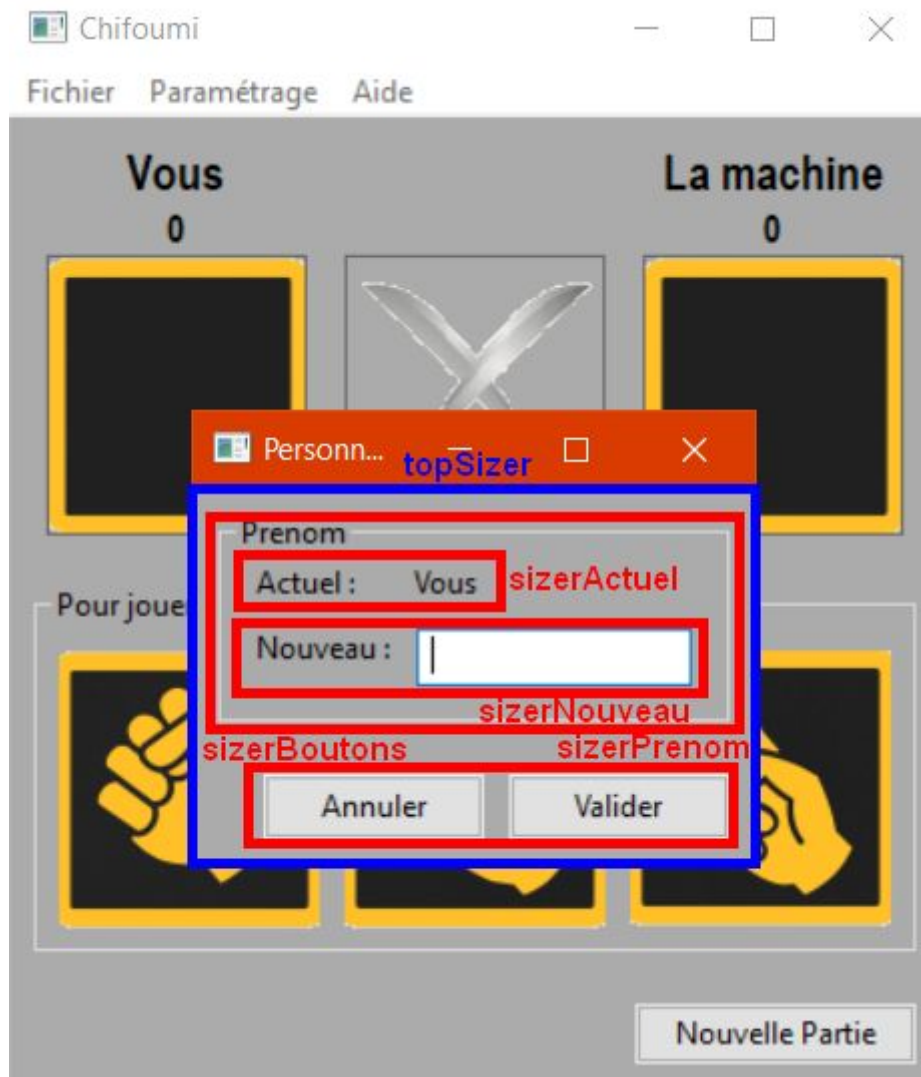 Chifoumi
Fichier Paramétrage Aide
Vous La machine
0 0
Personn...
topSizer
Prenom
Actuel : Vous sizerActuel
Pour joue
Nouveau :
sizerNouveau
sizerBoutons sizerPrenom
Annuler Valider
Nouvelle Partie